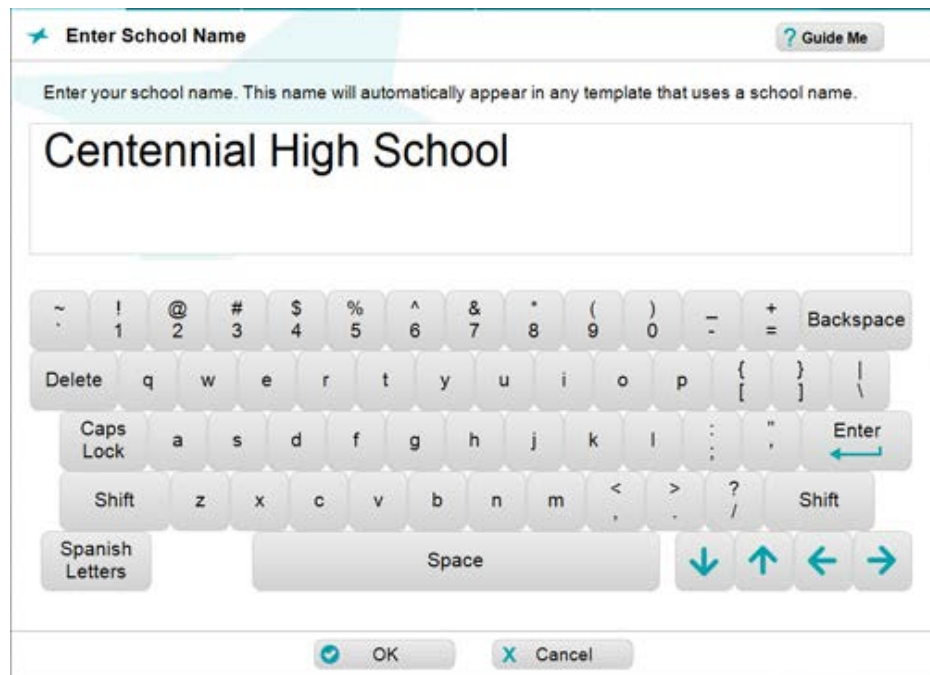 Enter School Name
? Guide Me
Enter your school name. This name will automatically appear in any template that uses a school name.
Centennial High School
~ ! @ # $ % ^ & * ( ) _ +
` 1 2 3 4 5 6 7 8 9 0 - = Backspace
Delete q w e r t y u i o p { } |
[ ] \
Caps Lock a s d f g h j k l : " Enter
; '
Shift z x c v b n m < > ? Shift
, . /
Spanish Letters Space
OK X Cancel